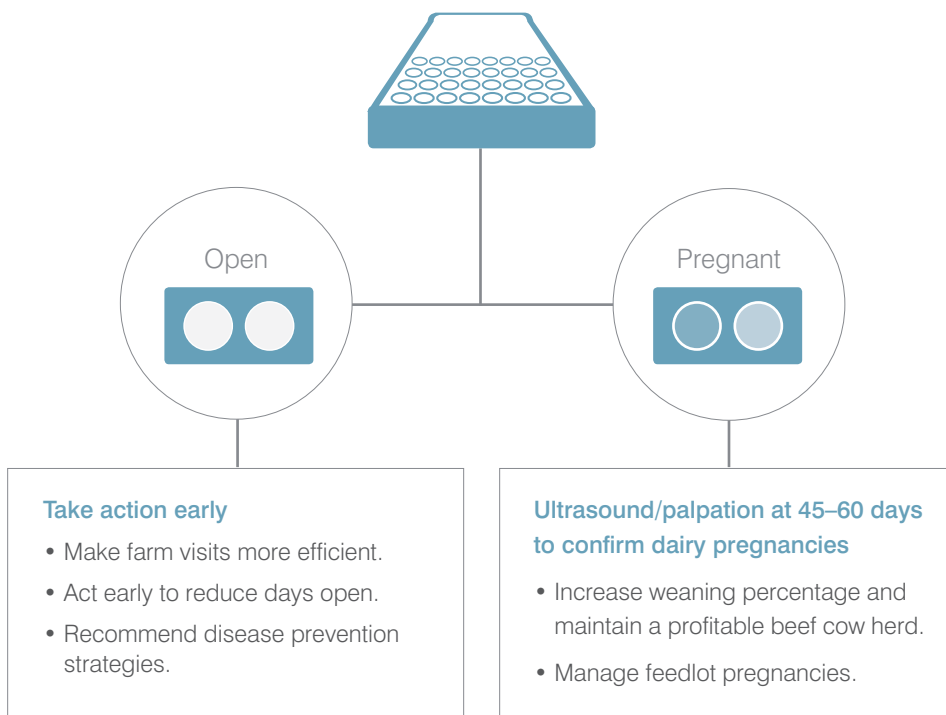 Open
Pregnant
Take action early
• Make farm visits more efficient.
• Act early to reduce days open.
• Recommend disease prevention
strategies.
Ultrasound/palpation at 45–60 days
to confirm dairy pregnancies
• Increase weaning percentage and
maintain a profitable beef cow herd.
• Manage feedlot pregnancies.